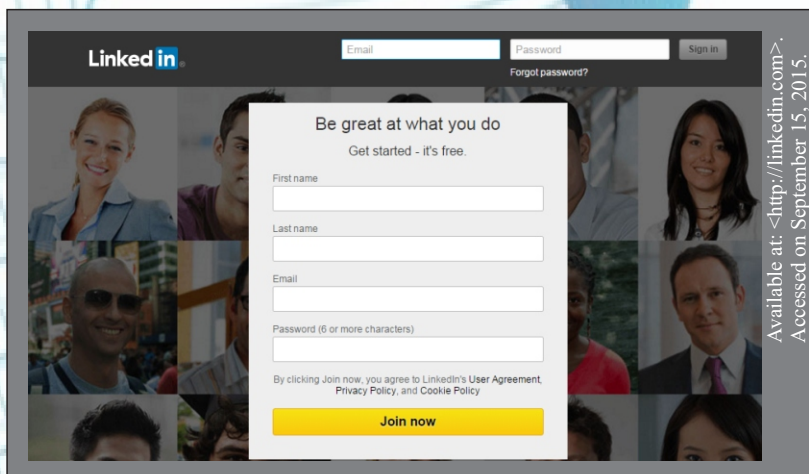 Linked in
Email
Password
Sign in
Forgot password?
Be great at what you do
Get started - it's free.
First name
Last name
Email
Password (6 or more characters)
By clicking Join now, you agree to LinkedIn's User Agreement,
Privacy Policy, and Cookie Policy
Join now
Available at: <http://linkedin.com>.
Accessed on September 15, 2015.